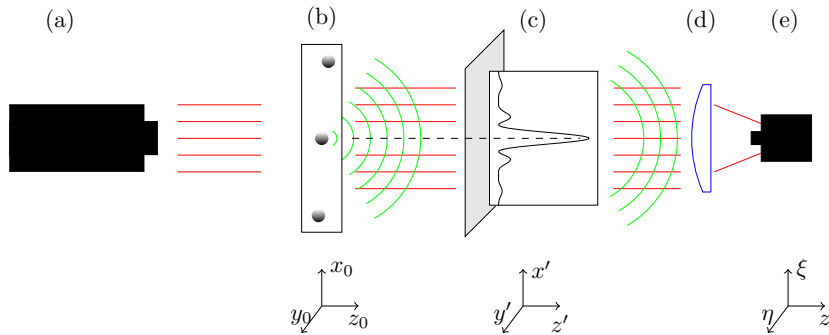 (a) (b) (c) (d) (e)
x₀ x′ ξ
y₀ z₀ y′ z′ η z